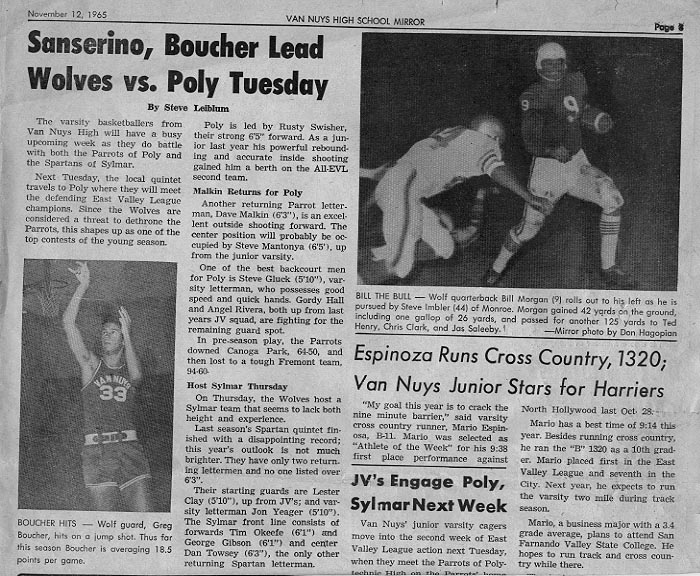 November 12, 1965
VAN NUYS HIGH SCHOOL MIRROR
Page
Sanserino, Boucher Lead
Wolves vs. Poly Tuesday
By Steve Leiblum
The varsity basketballers from
Van Nuys High will have a busy
upcoming week as they do battle
with both the Parrots of Poly and
the Spartans of Sylmar.
Next Tuesday, the local quintet
travels to Poly where they will meet
the defending East Valley League
champions. Since the Wolves are
considered a threat to dethrone the
Parrots, this shapes up as one of the
top contests of the young season.
VAN NUYS
33
BOUCHER HITS — Wolf guard, Greg
Boucher, hits on a jump shot. Thus far
this season Boucher is averaging 18.5
points per game.
Poly is led by Rusty Swisher,
their strong 6'5" forward. As a jun-
ior last year his powerful rebound-
ing and accurate inside shooting
gained him a berth on the All-EVL
second team.
Malkin Returns for Poly
Another returning Parrot letter-
man, Dave Malkin (6'3"), is an excel-
lent outside shooting forward. The
center position will probably be oc-
cupied by Steve Mantonya (6'5'), up
from the junior varsity.
One of the best backcourt men
for Poly is Steve Gluck (5'10"), var-
sity letterman, who possesses good
speed and quick hands. Gordy Hall
and Angel Rivera, both up from last
years JV squad, are fighting for the
remaining guard spot.
In pre-season play, the Parrots
downed Canoga Park, 64-50, and
then lost to a tough Fremont team,
94-60.
Host Sylmar Thursday
On Thursday, the Wolves host a
Sylmar team that seems to lack both
height and experience.
Last season's Spartan quintet fin-
ished with a disappointing record;
this year's outlook is not much
brighter. They have only two return-
ing lettermen and no one listed over
6'3".
Their starting guards are Lester
Clay (5'10"), up from JV's; and var-
sity letterman Jon Yeager (5'10").
The Sylmar front line consists of
forwards Tim Okeefe (6'1") and
George Gibson (6'1") and center
Dan Towsey (6'3"), the only other
returning Spartan letterman.
9
9
BILL THE BULL — Wolf quarterback Bill Morgan (9) rolls out to his left as he is
pursued by Steve Imbler (44) of Monroe. Morgan gained 42 yards on the ground,
including one gallop of 26 yards, and passed for another 125 yards to Ted
Henry, Chris Clark, and Jas Saleeby.
—Mirror photo by Dan Hagopian
Espinoza Runs Cross Country, 1320;
Van Nuys Junior Stars for Harriers
"My goal this year is to crack the
nine minute barrier," said varsity
cross country runner, Mario Espin-
osa, B-11. Mario was selected as
"Athlete of the Week" for his 9:38
first place performance against
North Hollywood last Oct. 28.
Mario has a best time of 9:14 this
year. Besides running cross country,
he ran the "B" 1320 as a 10th grad-
er. Mario placed first in the East
Valley League and seventh in the
City. Next year, he expects to run
the varsity two mile during track
season.
Mario, a business major with a 3.4
grade average, plans to attend San
Farnando Valley State College. He
hopes to run track and cross coun-
try while there.
JV's Engage Poly,
Sylmar Next Week
Van Nuys' junior varsity cagers
move into the second week of East
Valley League action next Tuesday,
when they meet the Parrots of Poly-
technic High on the Parrots' home